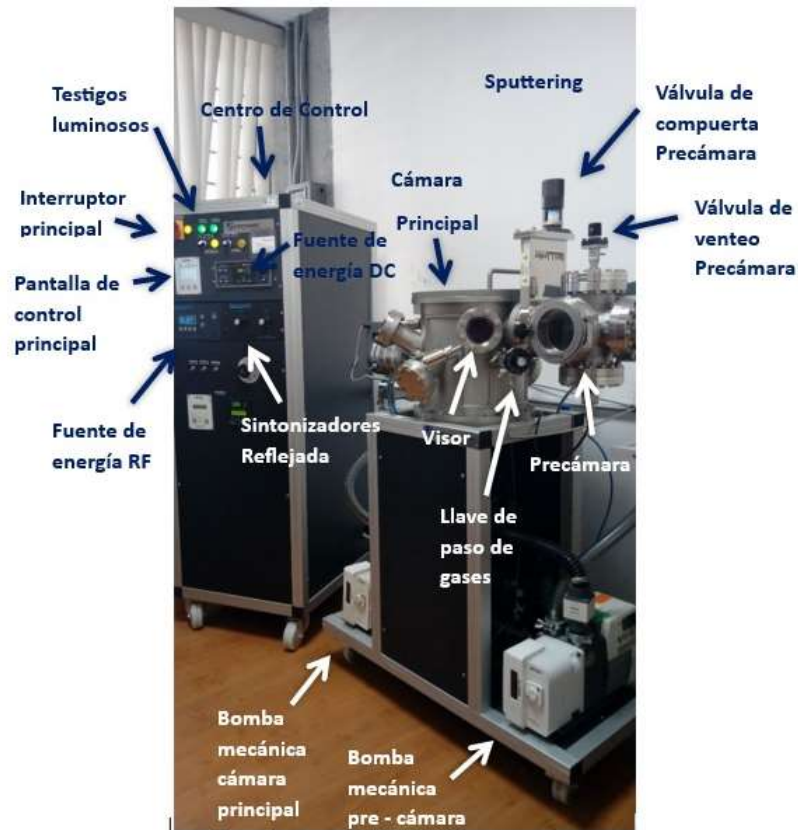 Sputtering
Válvula de
compuerta
Precámara
Testigos
luminosos
Centro de Control
Cámara
Principal
Válvula de
venteo
Precámara
Interruptor
principal
Fuente de
energía DC
Pantalla de
control
principal
Fuente de
energía RF
Sintonizadores
Reflejada
Visor
Precámara
Llave de
paso de
gases
Bomba
mecánica
cámara
principal
Bomba
mecánica
pre - cámara